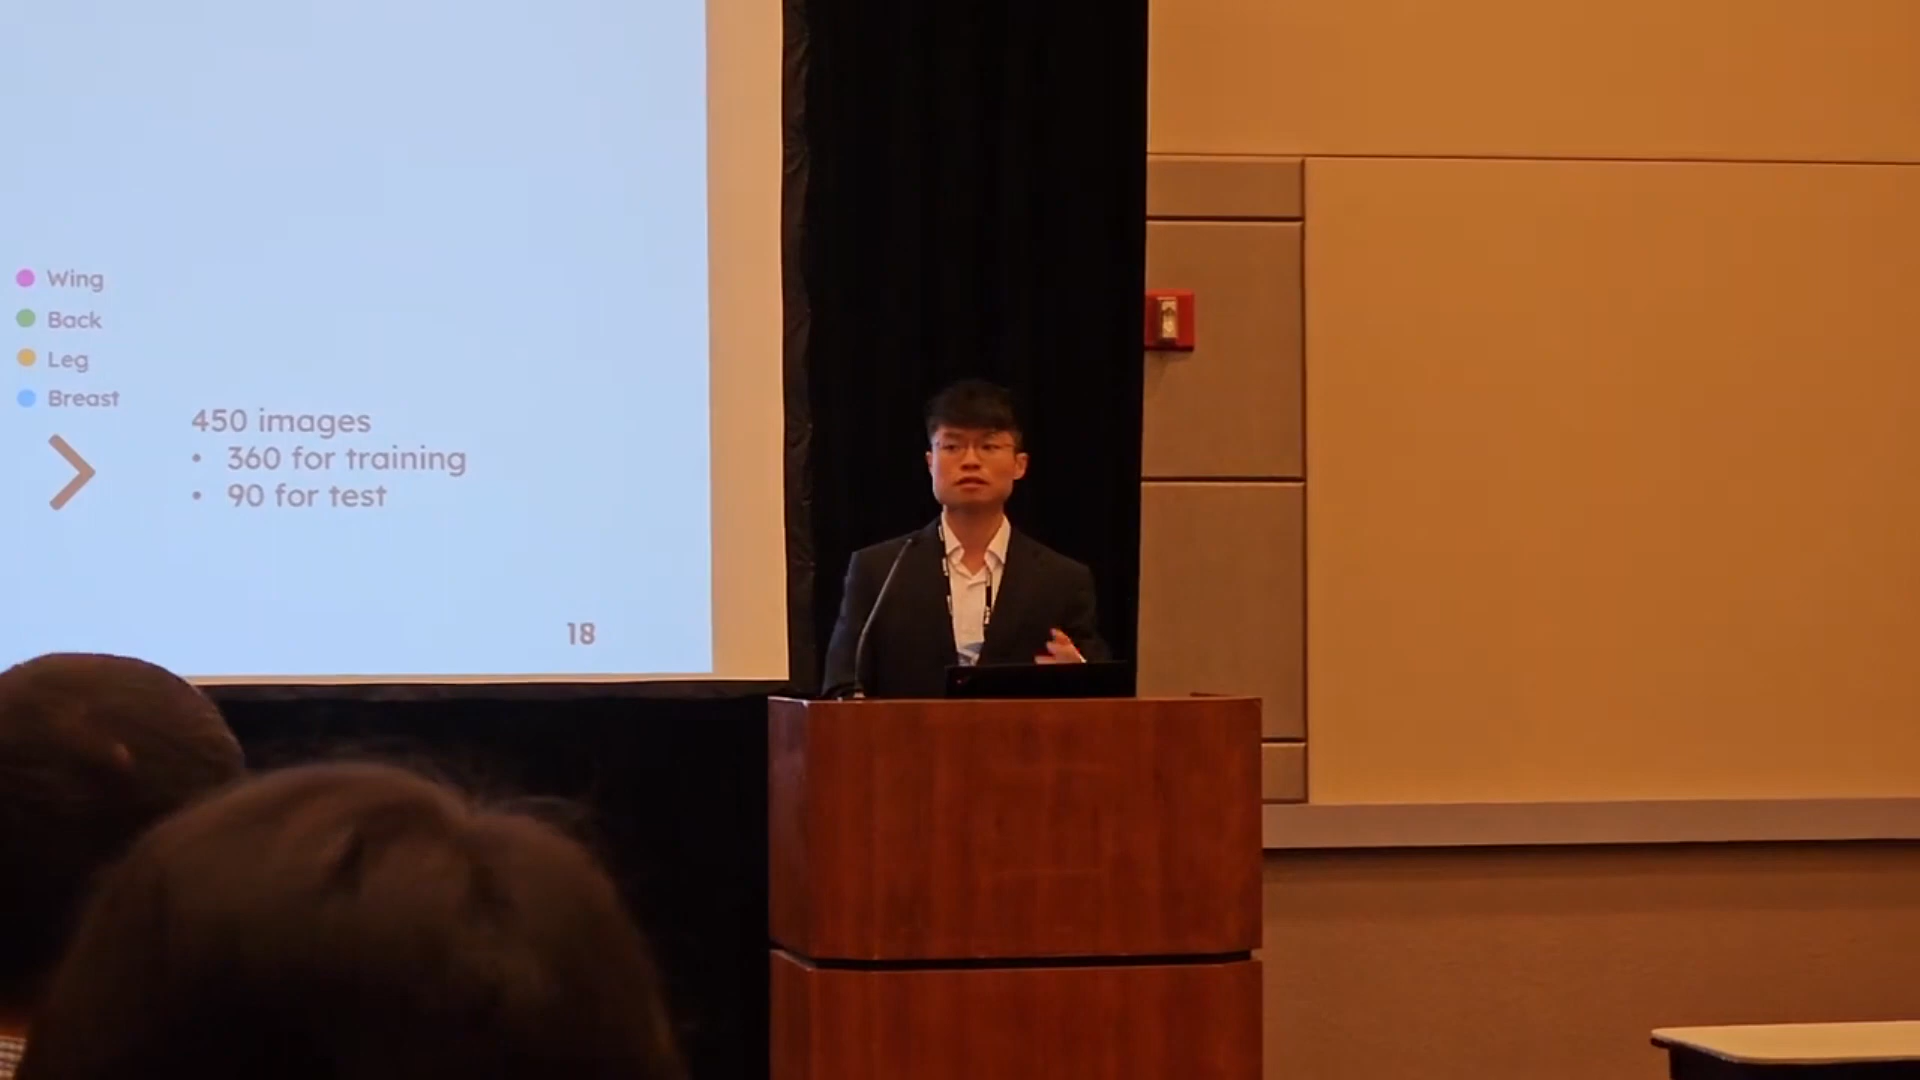 Wing
Back
Leg
Breast
450 images
• 360 for training
• 90 for test
18